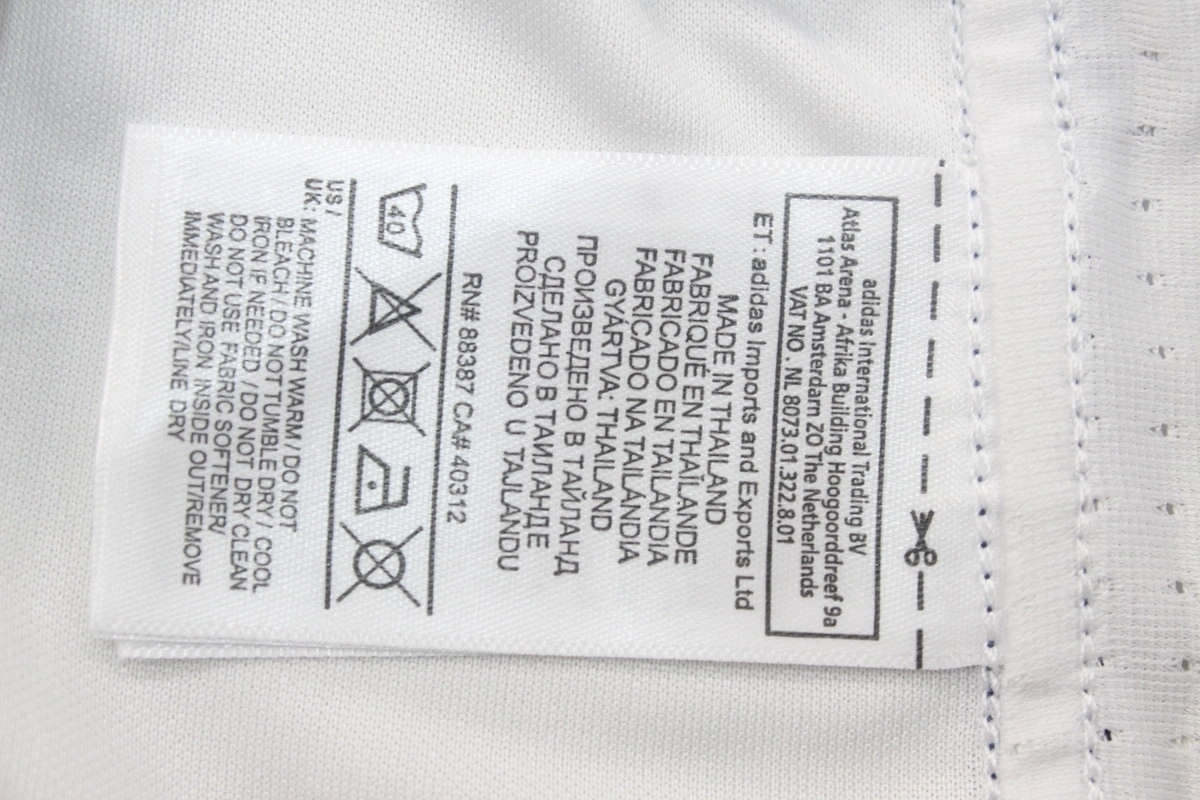 adidas International Trading BV
Atlas Arena - Afrika Building Hoogoorddreef 9a
1101 BA Amsterdam ZO The Netherlands
VAT NO. NL 8073.01.322.8.01
ET : adidas Imports and Exports Ltd
MADE IN THAILAND
FABRIQUÉ EN THAÏLANDE
FABRICADO EN TAILANDIA
FABRICADO NA TAILÂNDIA
GYÁRTVA: THAILAND
ПРОИЗВЕДЕНО В ТАЙЛАНД
СДЕЛАНО В ТАИЛАНДЕ
PROIZVEDENO U TAJLANDU
RN# 88387 CA# 40312
40
US /
UK: MACHINE WASH WARM / DO NOT
BLEACH / DO NOT TUMBLE DRY / COOL
IRON IF NEEDED / DO NOT DRY CLEAN
DO NOT USE FABRIC SOFTENER/
WASH AND IRON INSIDE OUT/REMOVE
IMMEDIATELY/LINE DRY